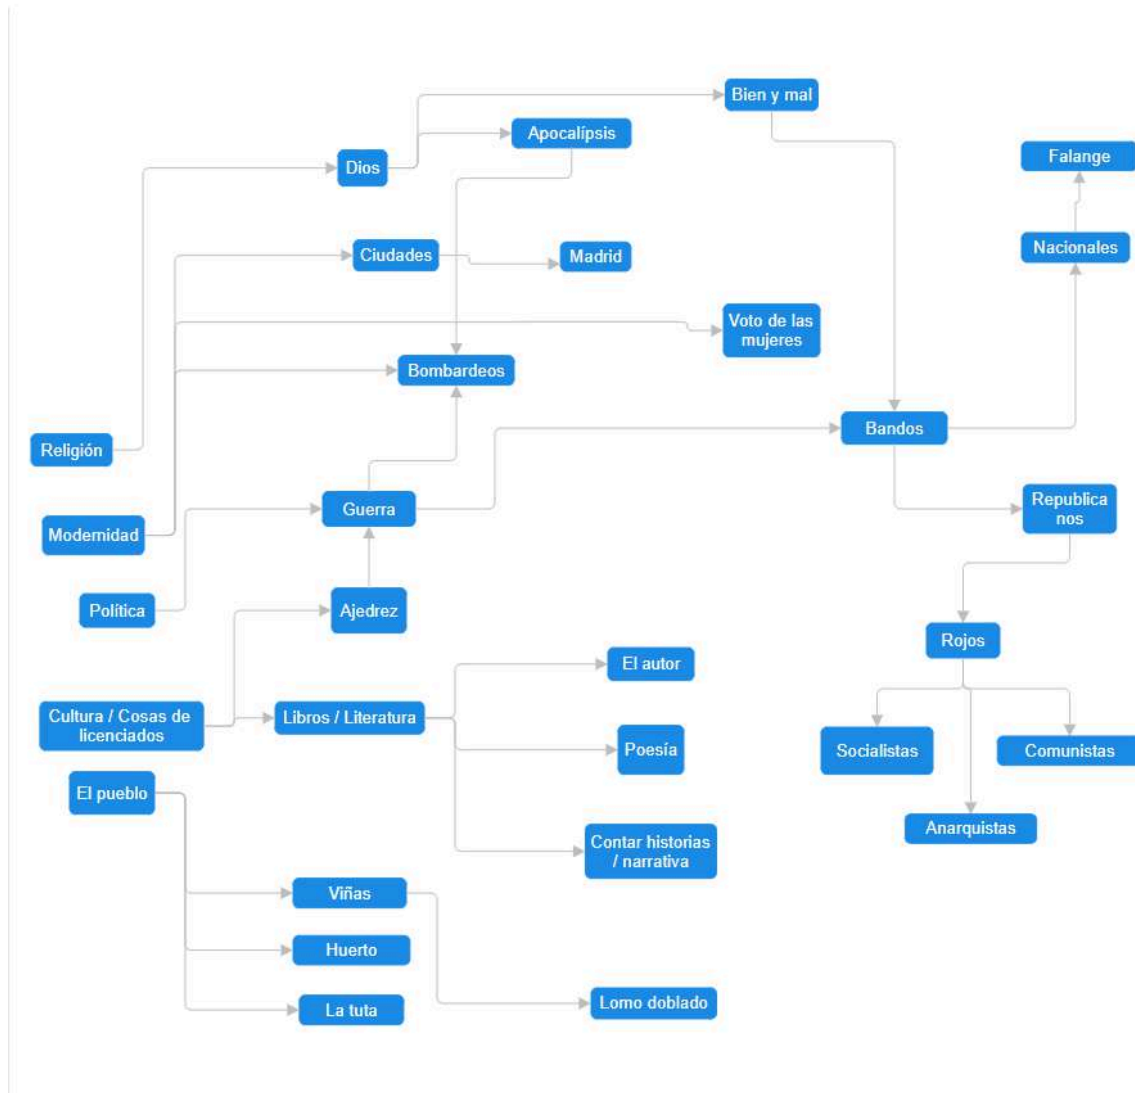 Bien y mal
Apocalípsis
Dios
Falange
Ciudades
Madrid
Nacionales
Voto de las
mujeres
Bombardeos
Bandos
Religión
Guerra
Republica
nos
Modernidad
Política
Ajedrez
Rojos
El autor
Cultura / Cosas de
licenciados
Libros / Literatura
Poesía
Socialistas
Comunistas
El pueblo
Anarquistas
Contar historias
/ narrativa
Viñas
Huerto
Lomo doblado
La tuta